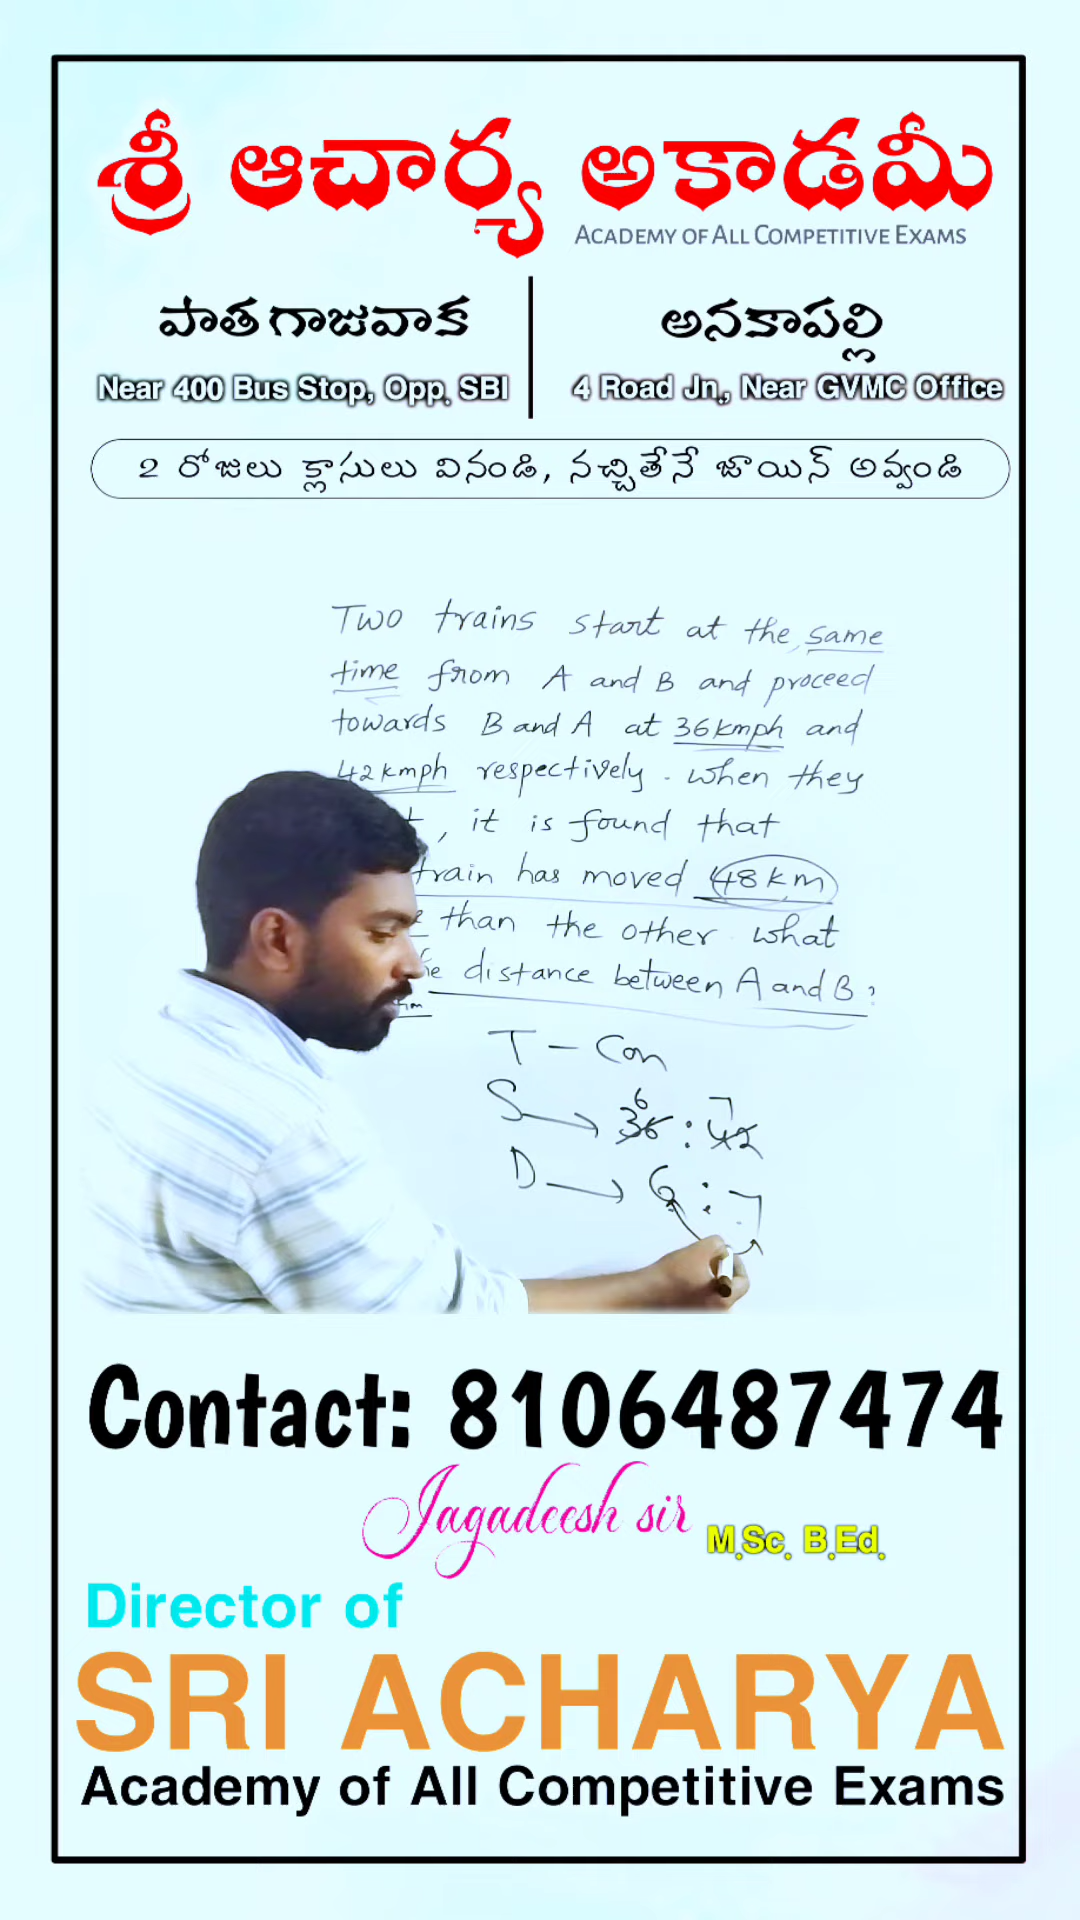 శ్రీ ఆచార్య అకాడమీ
ACADEMY OF ALL COMPETITIVE EXAMS
పాతగాజువాక
Near 400 Bus Stop, Opp. SBI
అనకాపల్లి
4 Road Jn., Near GVMC Office
2 రోజులు క్లాసులు వినండి, నచ్చితేనే జాయిన్ అవ్వండి
Two trains start at the same
time from A and B and proceed
towards B and A at 36kmph and
42kmph respectively. when they
, it is found that
train has moved 48km
than the other what
distance between A and B?
T - Con
S → 36 : 42
6 7
D → 6 : 7
Contact: 8106487474
Jagadeesh sir
M.Sc. B.Ed.
Director of
SRI ACHARYA
Academy of All Competitive Exams